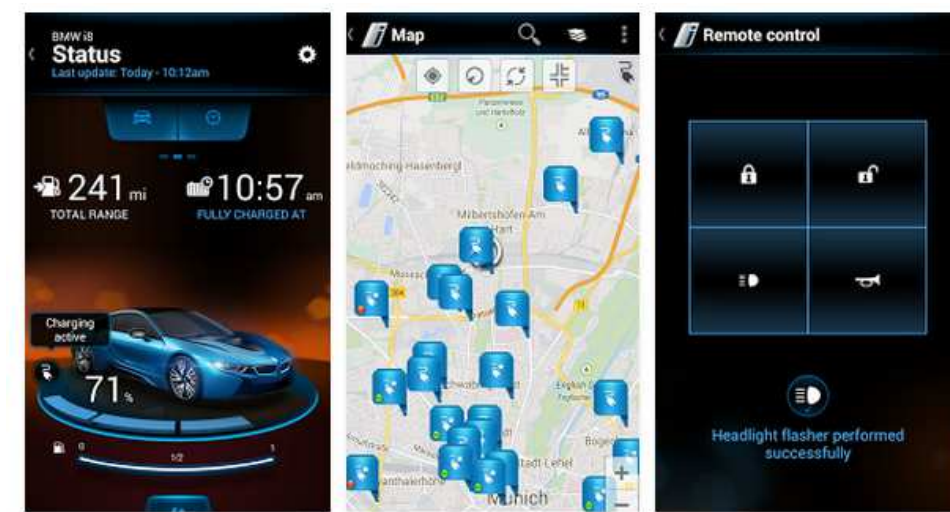 BMW i8
Status
Last update: Today - 10:12am
241 mi
TOTAL RANGE
10:57 am
FULLY CHARGED AT
Charging
active
71 %
0
1/2
1
Map
Milbertshofen-Am
Hart
Munich
Remote control
Headlight flasher performed
successfully